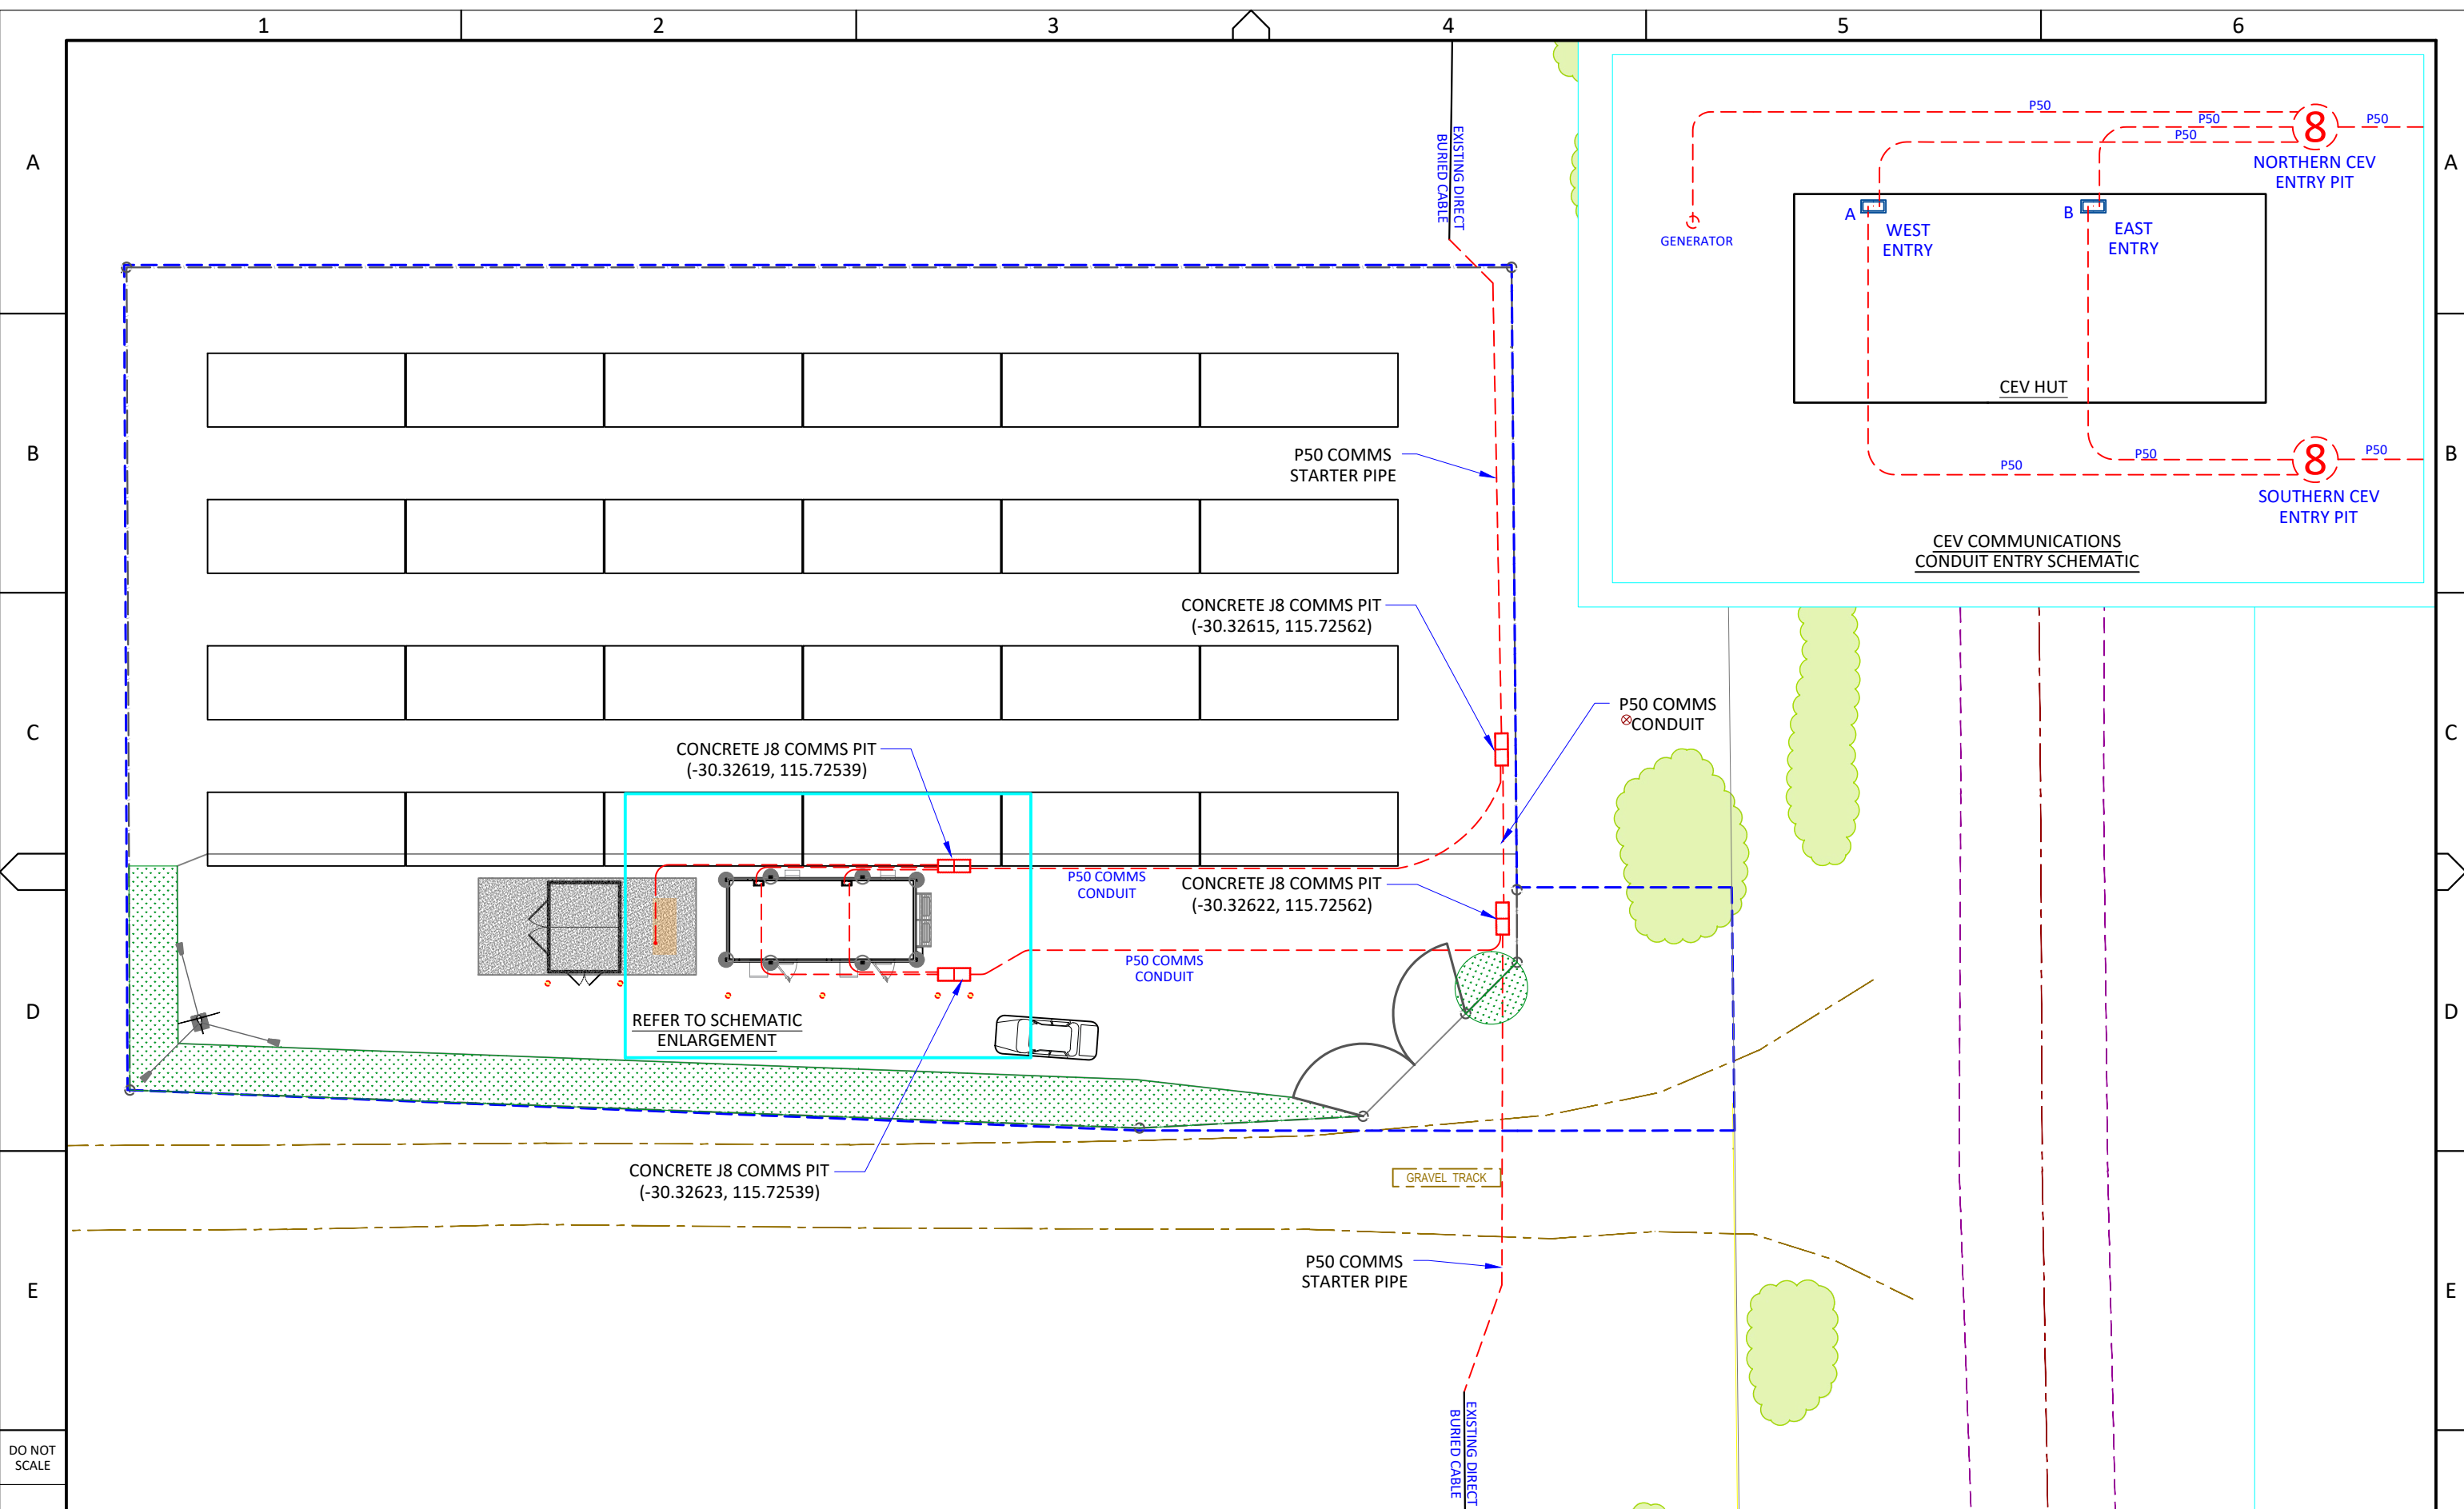 1
2
3
4
5
6
A
A
B
B
C
C
D
D
E
E
DO NOT
SCALE
EXISTING DIRECT
BURIED CABLE
P50
P50
P50
P50
8
NORTHERN CEV
ENTRY PIT
GENERATOR
A
WEST
ENTRY
B
EAST
ENTRY
CEV HUT
P50
P50
P50
8
SOUTHERN CEV
ENTRY PIT
CEV COMMUNICATIONS
CONDUIT ENTRY SCHEMATIC
P50 COMMS
STARTER PIPE
CONCRETE J8 COMMS PIT
(-30.32615, 115.72562)
P50 COMMS
CONDUIT
CONCRETE J8 COMMS PIT
(-30.32619, 115.72539)
P50 COMMS
CONDUIT
CONCRETE J8 COMMS PIT
(-30.32622, 115.72562)
P50 COMMS
CONDUIT
REFER TO SCHEMATIC
ENLARGEMENT
CONCRETE J8 COMMS PIT
(-30.32623, 115.72539)
GRAVEL TRACK
P50 COMMS
STARTER PIPE
EXISTING DIRECT
BURIED CABLE